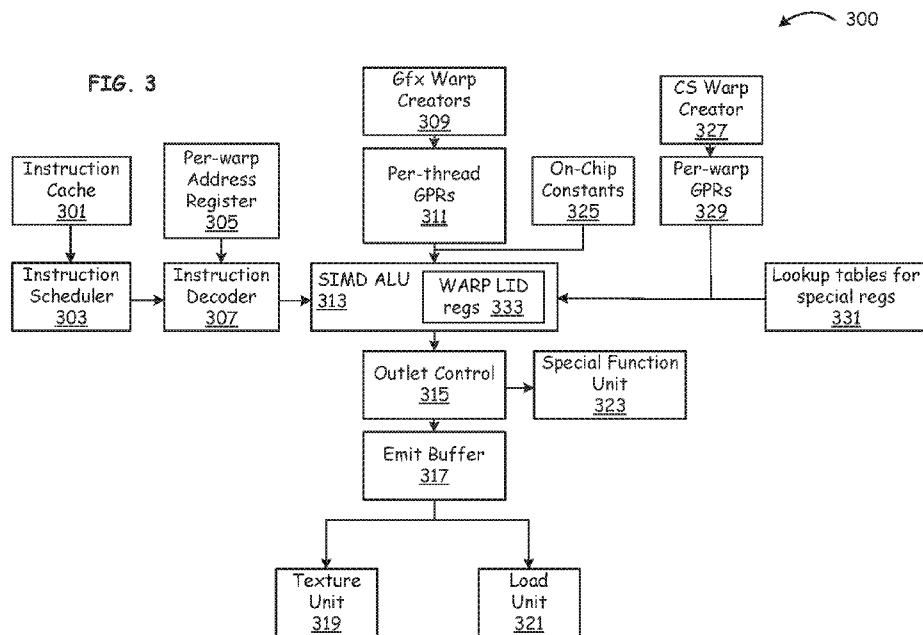 300
FIG. 3
Gfx Warp
Creators
309
CS Warp
Creator
327
Instruction
Cache
301
Per-warp
Address
Register
305
Per-thread
GPRs
311
On-Chip
Constants
325
Per-warp
GPRs
329
Instruction
Scheduler
303
Instruction
Decoder
307
SIMD ALU
313
WARP LID
regs 333
Lookup tables for
special regs
331
Outlet Control
315
Special Function
Unit
323
Emit Buffer
317
Texture
Unit
319
Load
Unit
321